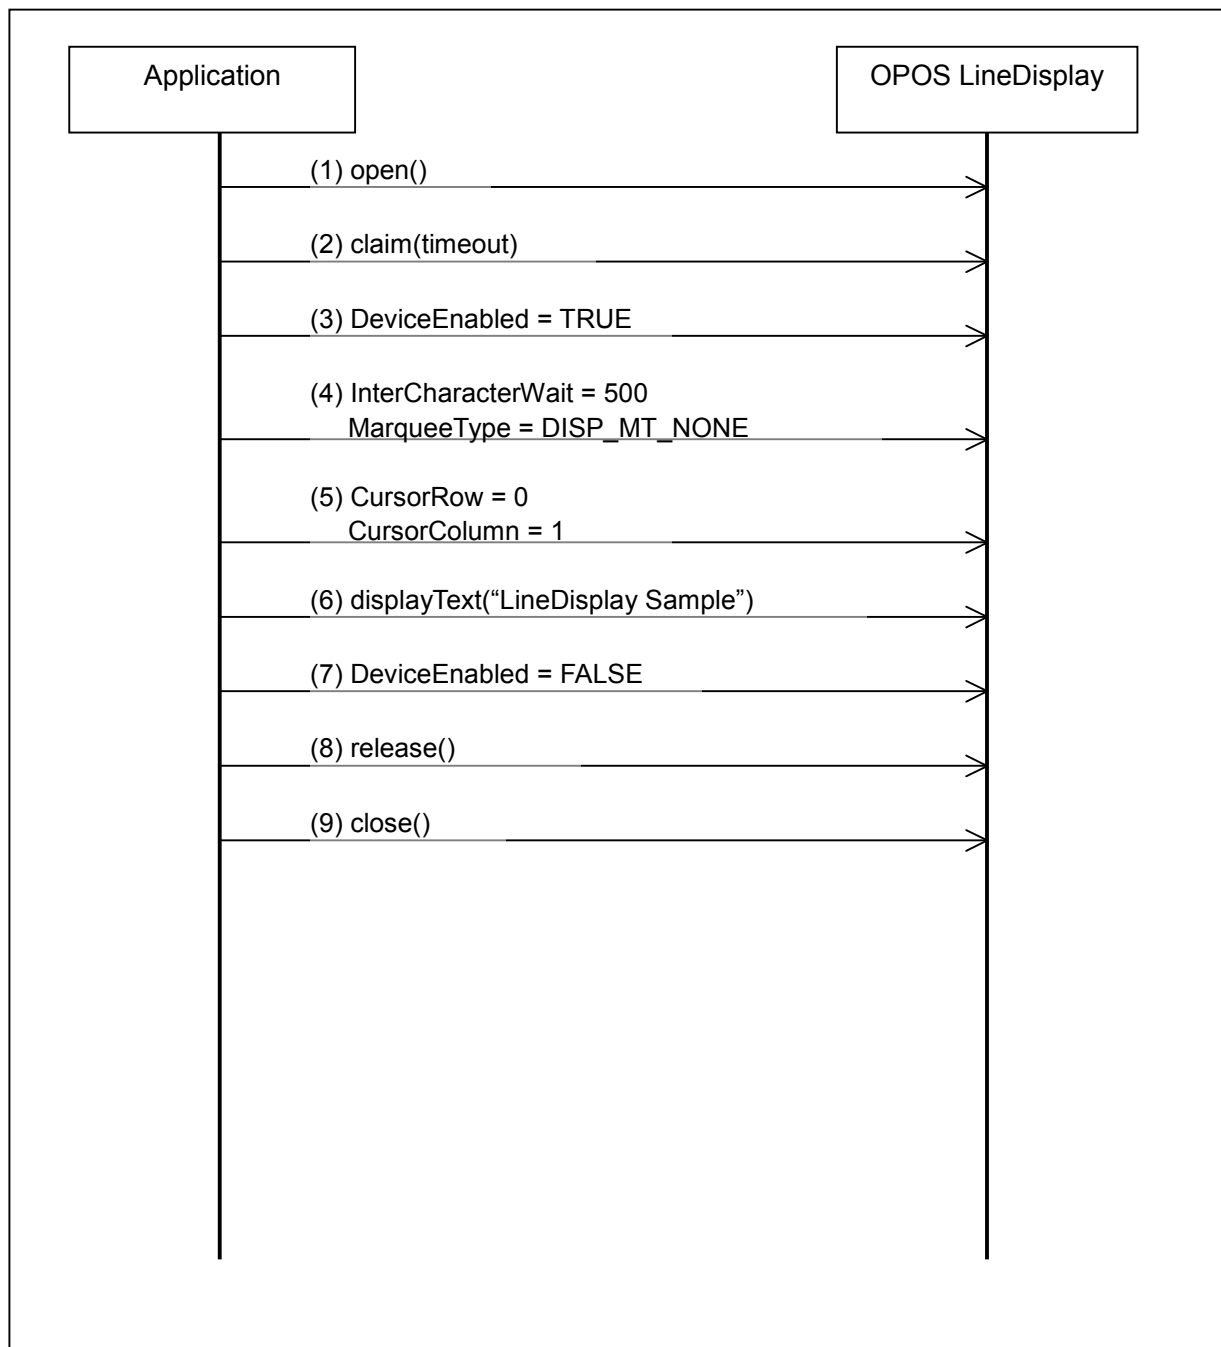 Application
OPOS LineDisplay
(1) open()
(2) claim(timeout)
(3) DeviceEnabled = TRUE
(4) InterCharacterWait = 500
MarqueeType = DISP_MT_NONE
(5) CursorRow = 0
CursorColumn = 1
(6) displayText(“LineDisplay Sample”)
(7) DeviceEnabled = FALSE
(8) release()
(9) close()